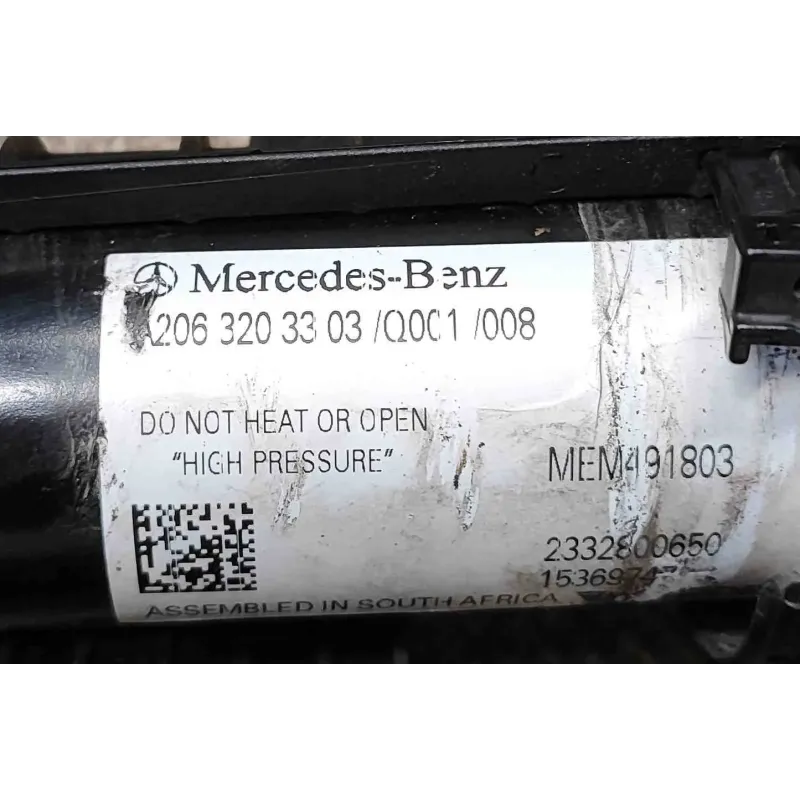 Mercedes-Benz
A206 320 33 03 /Q001 /008
DO NOT HEAT OR OPEN
"HIGH PRESSURE"
MEM491803
2332800650
ASSEMBLED IN SOUTH AFRICA